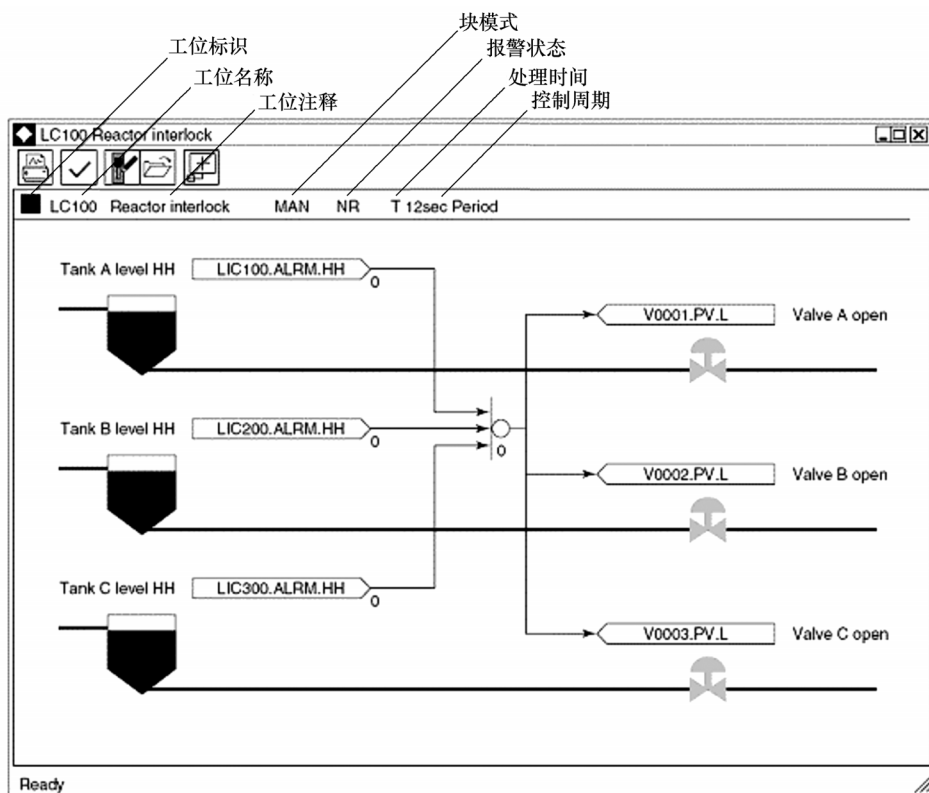 块模式
工位标识
报警状态
工位名称
处理时间
工位注释
控制周期
LC100 Reactor interlock
LC100 Reactor interlock MAN NR T 12sec Period
Tank A level HH LIC100.ALRM.HH
0
V0001.PV.L Valve A open
Tank B level HH LIC200.ALRM.HH
0
0
V0002.PV.L Valve B open
Tank C level HH LIC300.ALRM.HH
0
V0003.PV.L Valve C open
Ready